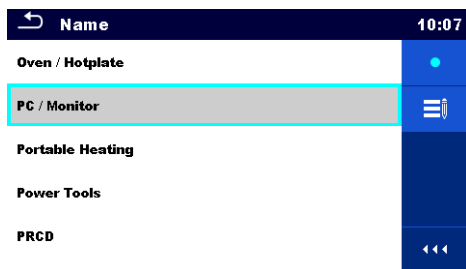 Name 10:07
Oven / Hotplate
PC / Monitor
Portable Heating
Power Tools
PRCD